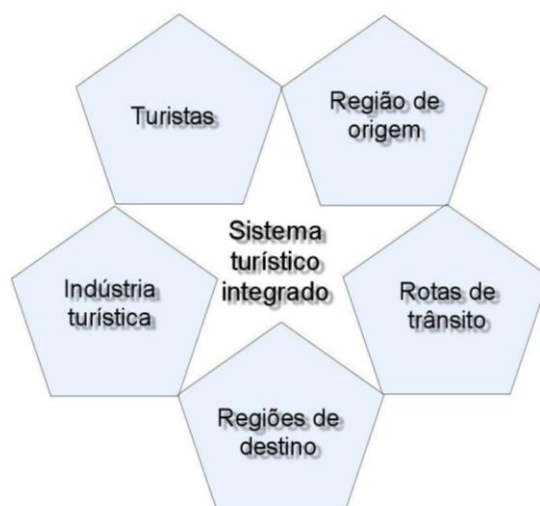 Turistas
Região de
origem
Sistema
turístico
integrado
Indústria
turística
Rotas de
trânsito
Regiões de
destino